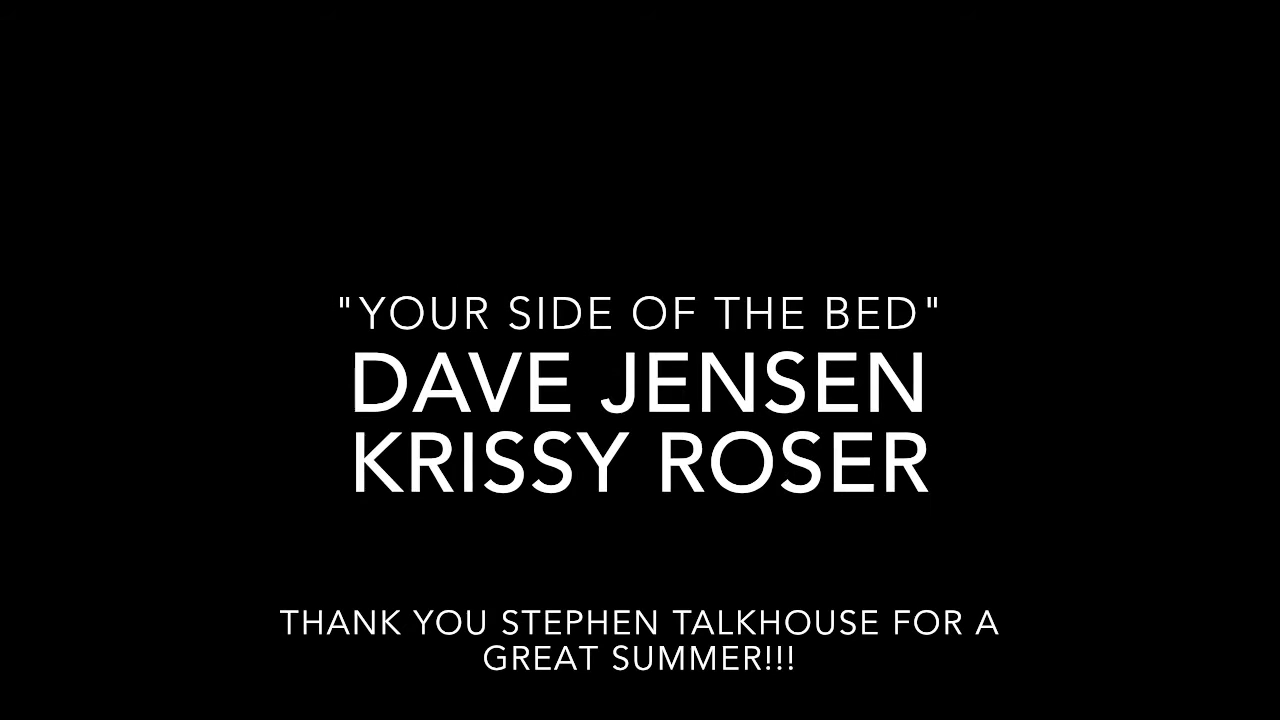 "YOUR SIDE OF THE BED"
DAVE JENSEN
KRISSY ROSER
THANK YOU STEPHEN TALKHOUSE FOR A
GREAT SUMMER!!!